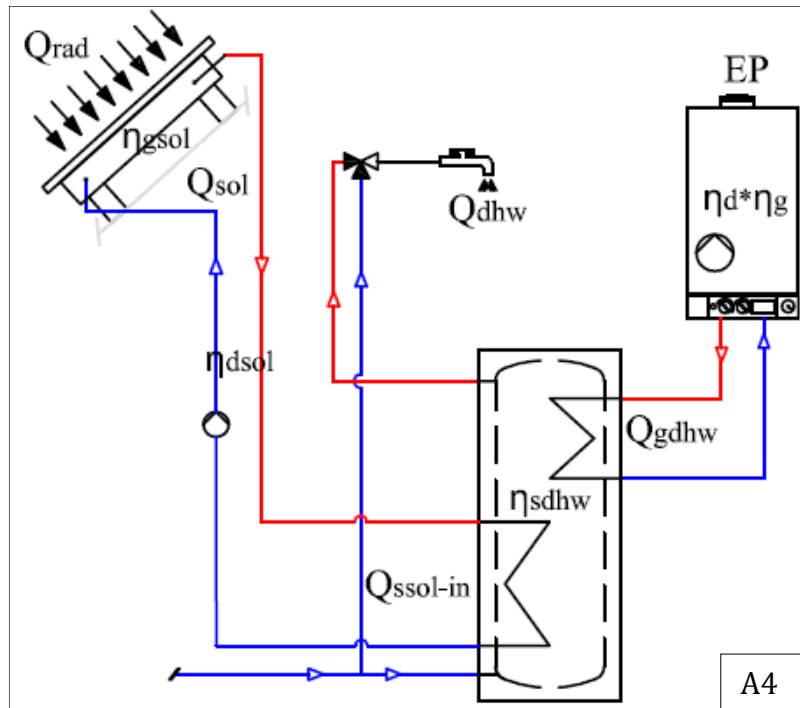 Qrad
EP
ηgsol
Qsol
Qdhw
ηd*ηg
ηdsol
Qgdhw
ηsdhw
Qssol-in
A4